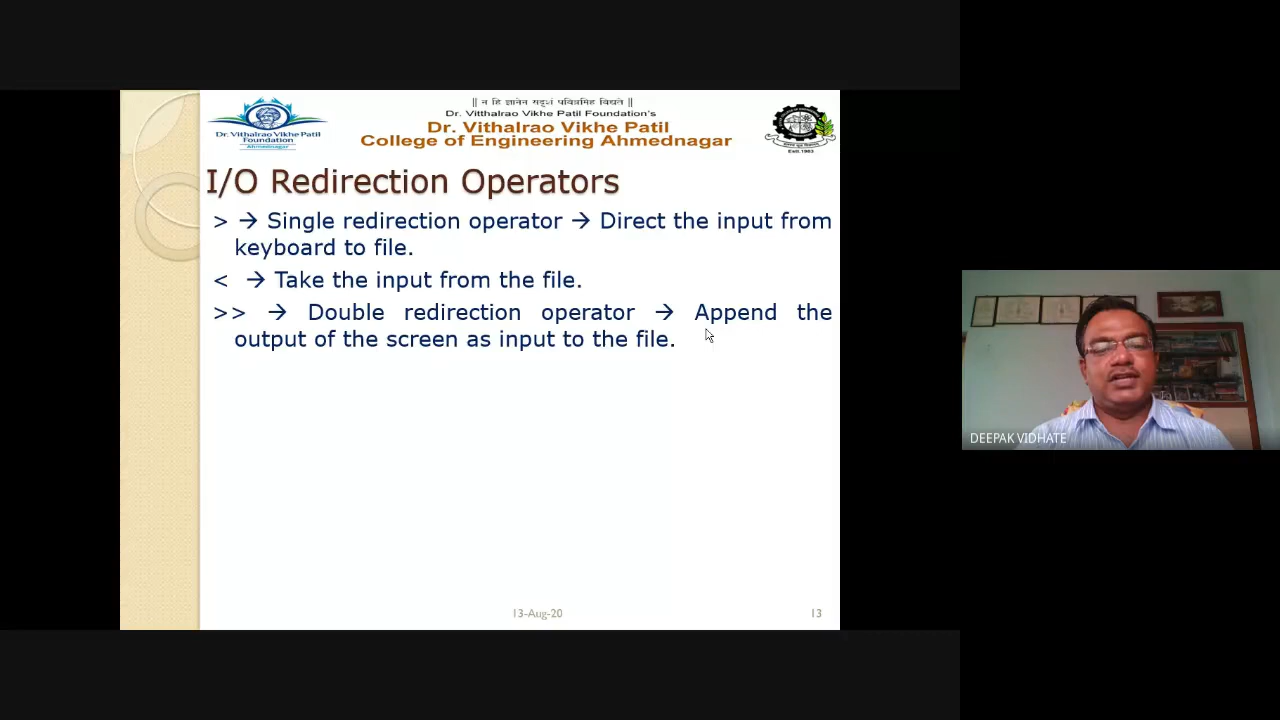 || न हि ज्ञानेन सदृशं पवित्रमिह विद्यते ||
Dr. Vitthalrao Vikhe Patil Foundation's
Dr. Vithalrao Vikhe Patil
College of Engineering Ahmednagar
Dr. Vithalrao Vikhe Patil
Foundation
Ahmednagar
Estd.1983
I/O Redirection Operators
> → Single redirection operator → Direct the input from
keyboard to file.
< → Take the input from the file.
>> → Double redirection operator → Append the
output of the screen as input to the file.
DEEPAK VIDHATE
13-Aug-20
13